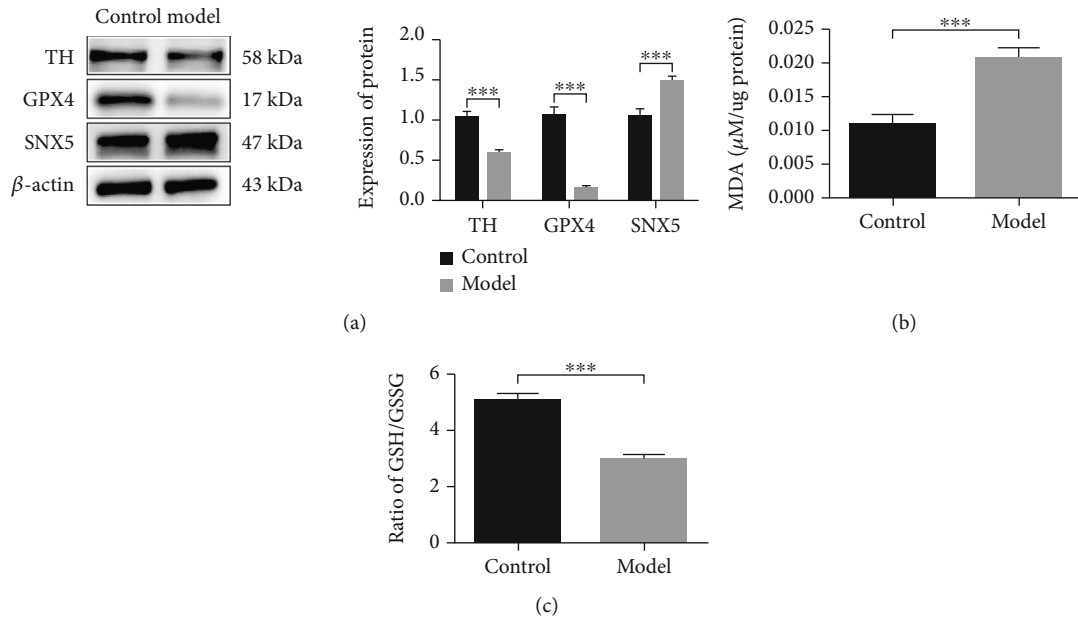 Control model
TH 58 kDa
GPX4 17 kDa
SNX5 47 kDa
β-actin 43 kDa
Expression of protein
2.0
1.5
1.0
0.5
0.0
***
***
***
TH GPX4 SNX5
Control
Model
(a)
MDA (μM/ug protein)
0.025
0.020
0.010
0.005
0.000
***
Control Model
(b)
Ratio of GSH/GSSG
6
4
2
0
***
Control Model
(c)